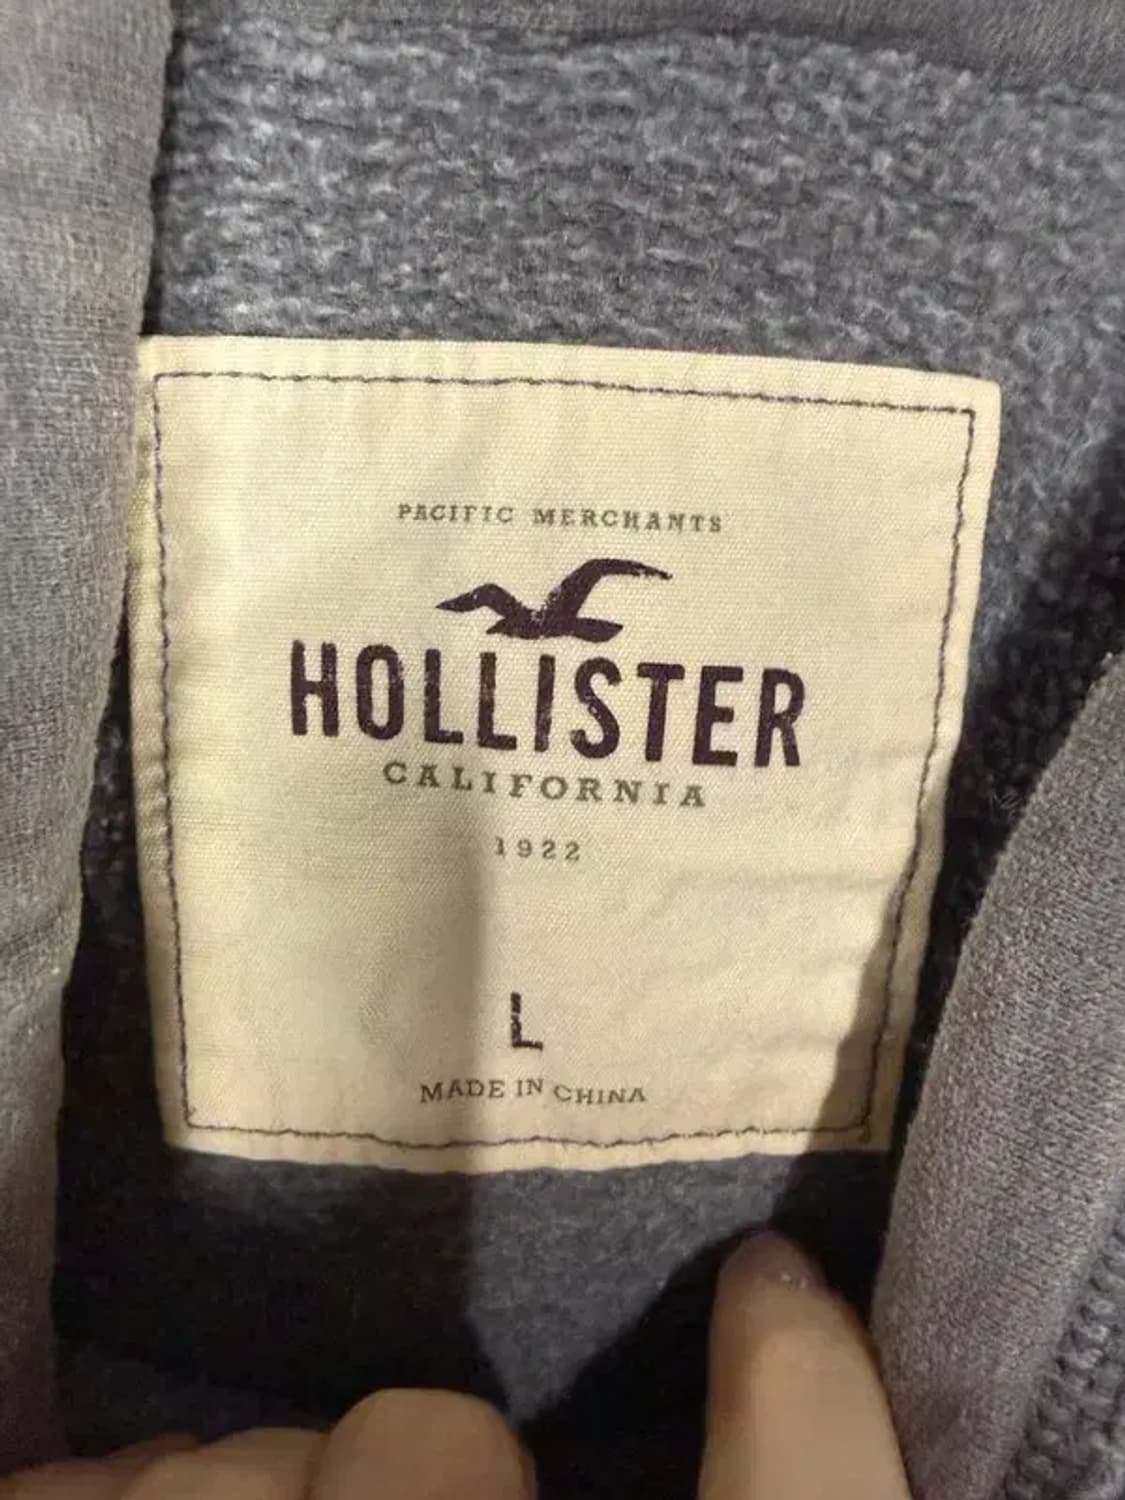 PACIFIC MERCHANTS
HOLLISTER
CALIFORNIA
1922
L
MADE IN CHINA